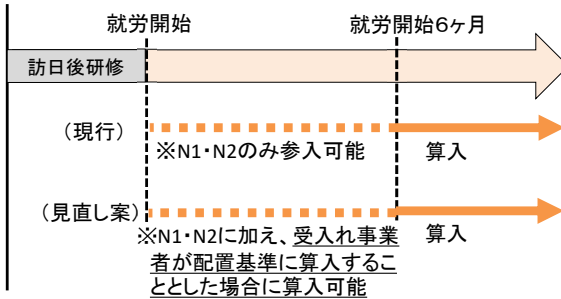 就労開始
就労開始6ヶ月
訪日後研修
（現行）
※N1・N2のみ参入可能
算入
（見直し案）
※N1・N2に加え、受入れ事業
者が配置基準に算入するこ
ととした場合に算入可能
算入